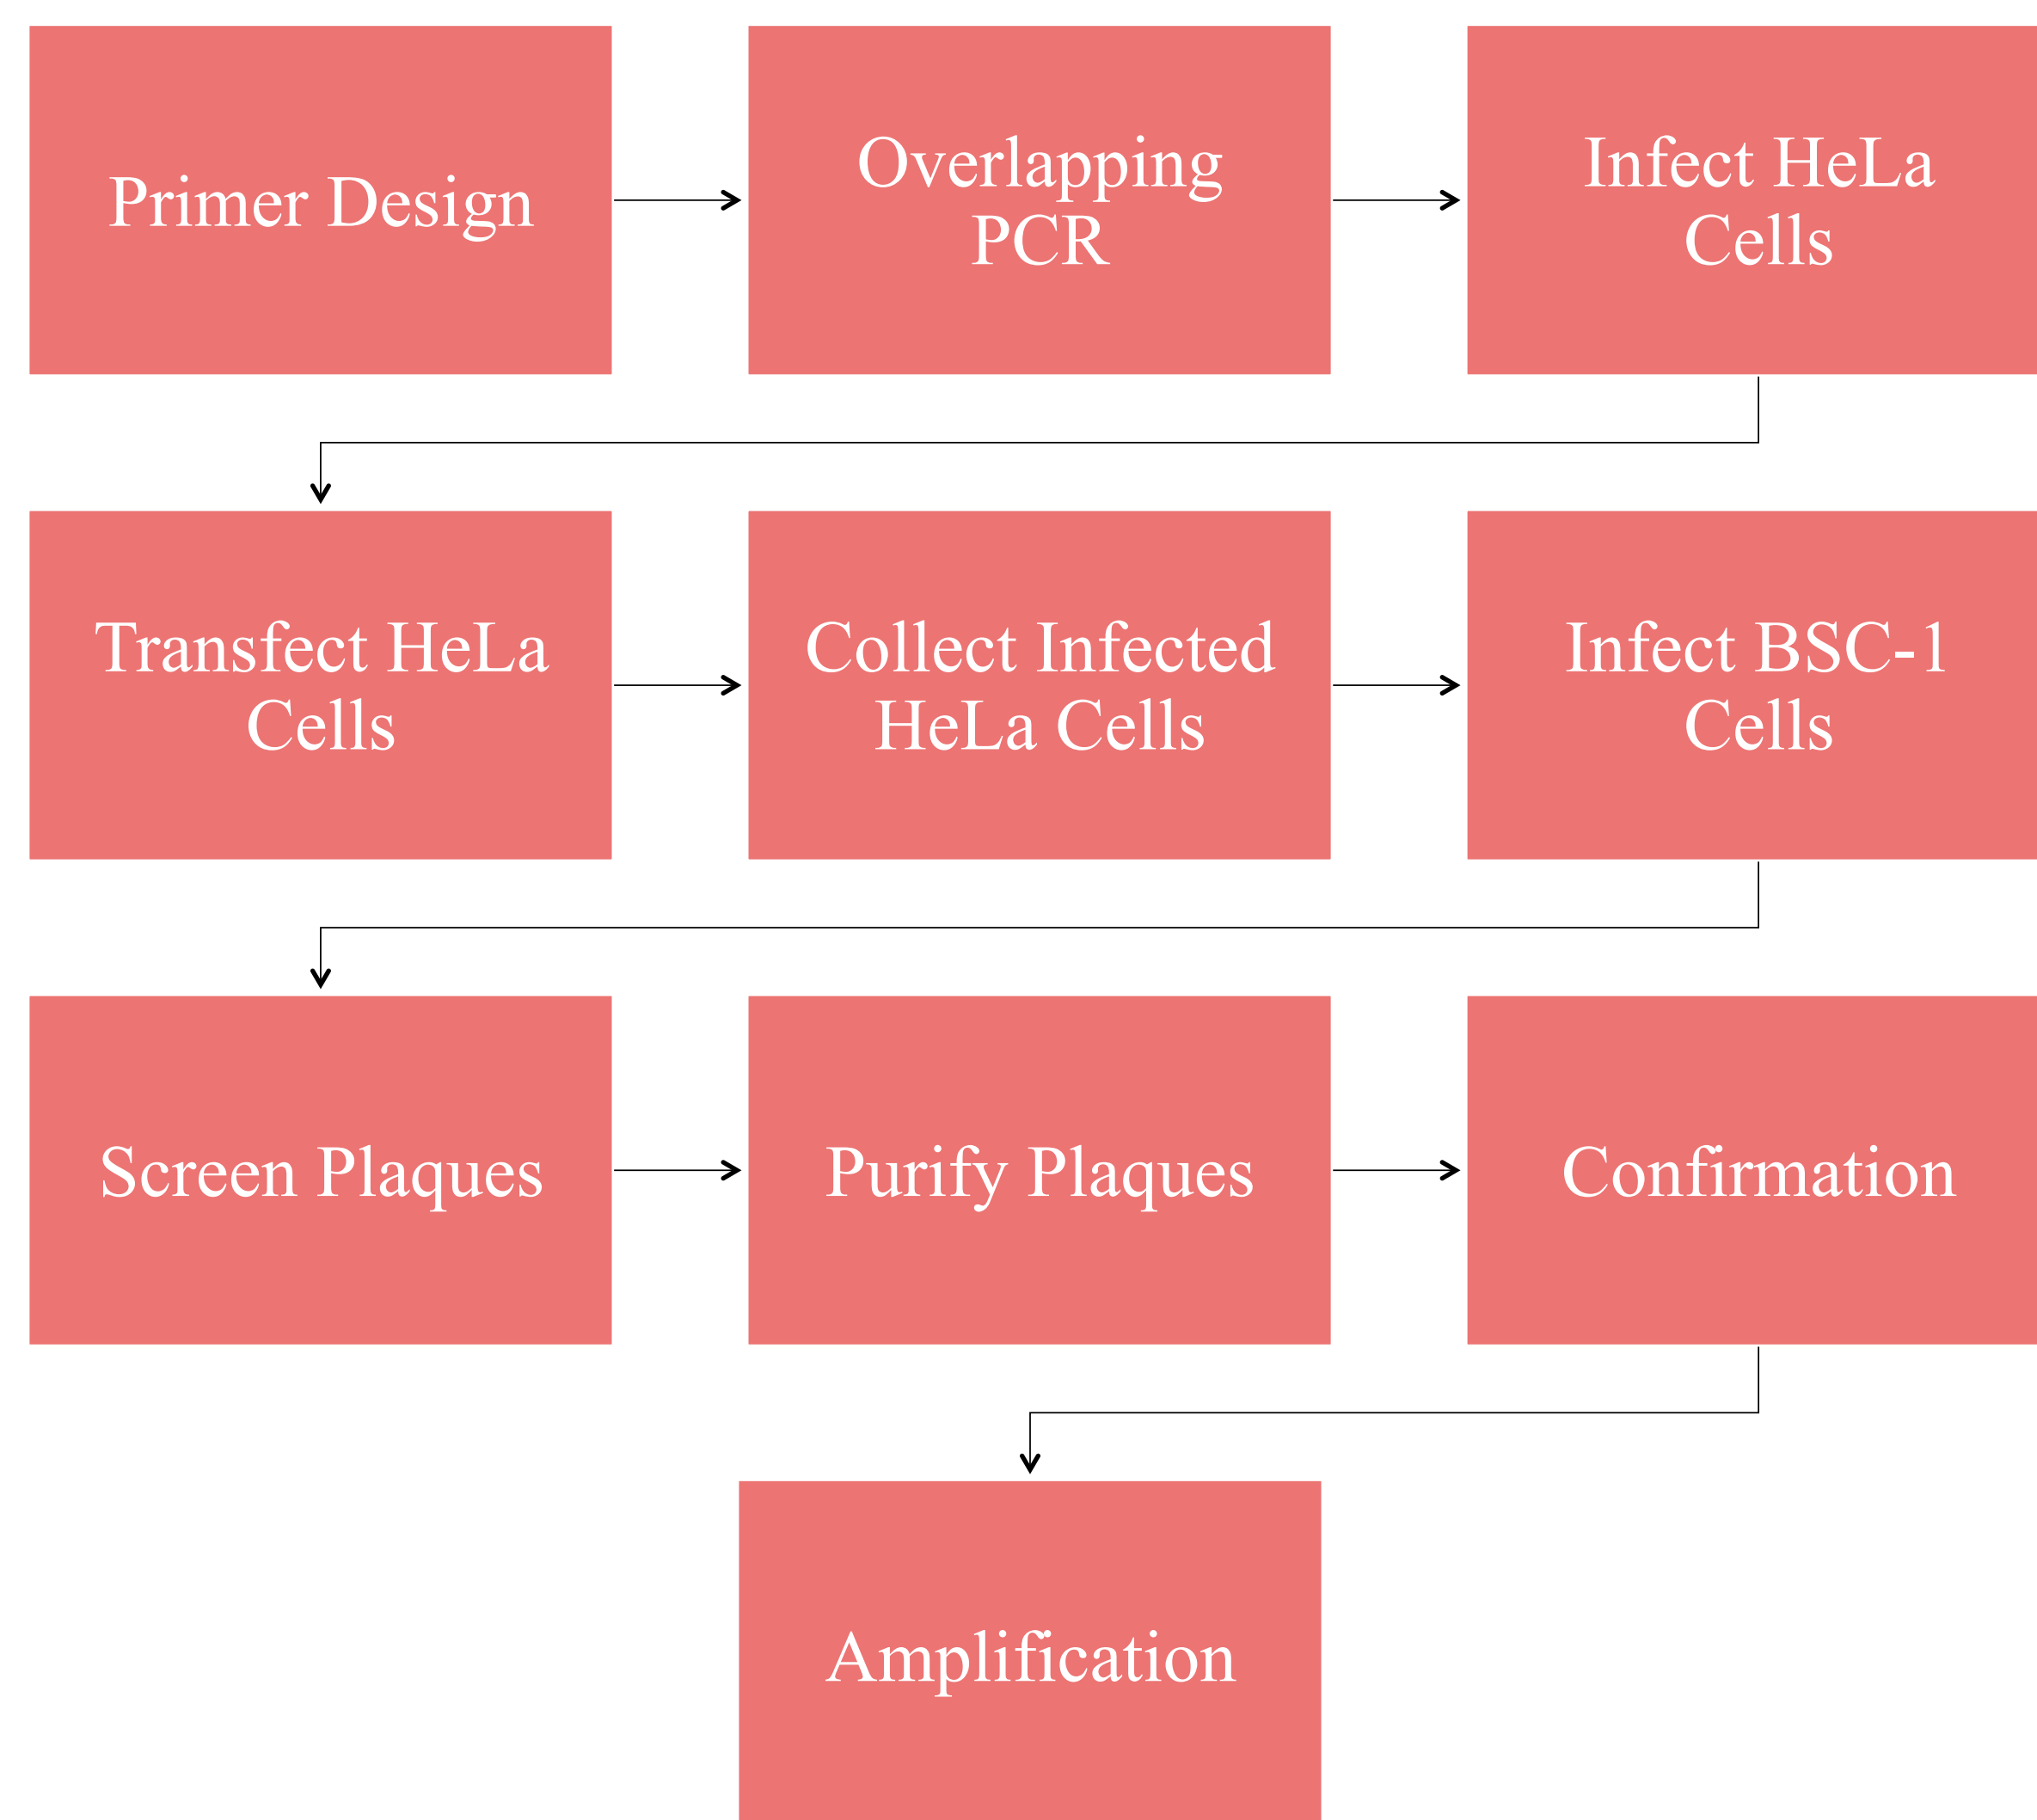 Primer Design
Overlapping
PCR
Infect HeLa
Cells
Transfect HeLa
Cells
Collect Infected
HeLa Cells
Infect BSC-1
Cells
Screen Plaques
Purify Plaques
Confirmation
Amplification